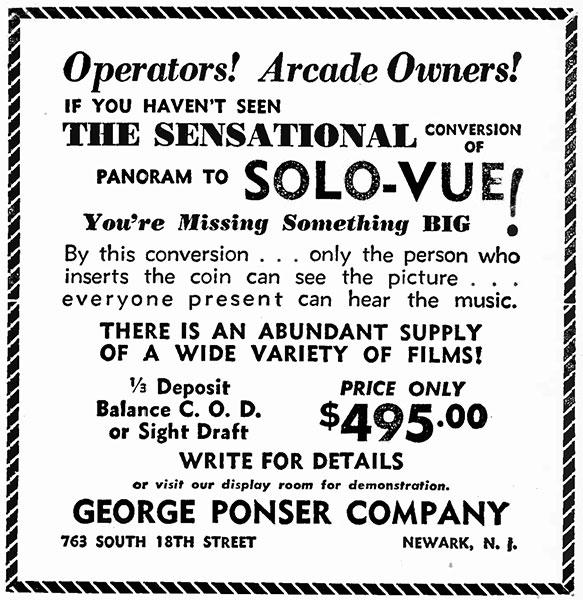 Operators! Arcade Owners!
IF YOU HAVEN'T SEEN
THE SENSATIONAL CONVERSION OF
PANORAM TO SOLO-VUE!
You're Missing Something BIG
By this conversion . . . only the person who
inserts the coin can see the picture . . .
everyone present can hear the music.
THERE IS AN ABUNDANT SUPPLY
OF A WIDE VARIETY OF FILMS!
⅓ Deposit
Balance C. O. D.
or Sight Draft
PRICE ONLY
$495.00
WRITE FOR DETAILS
or visit our display room for demonstration.
GEORGE PONSER COMPANY
763 SOUTH 18TH STREET NEWARK, N. J.